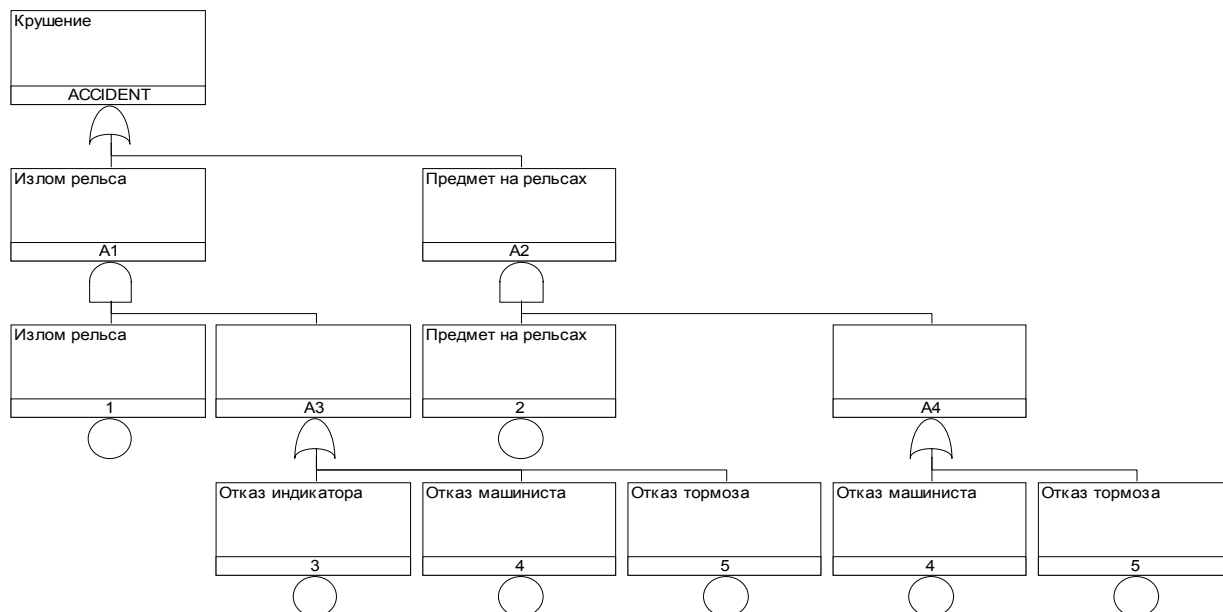 Крушение
ACCIDENT
Излом рельса
A1
Предмет на рельсах
A2
Излом рельса
1
A3
Предмет на рельсах
2
A4
Отказ индикатора
3
Отказ машиниста
4
Отказ тормоза
5
Отказ машиниста
4
Отказ тормоза
5